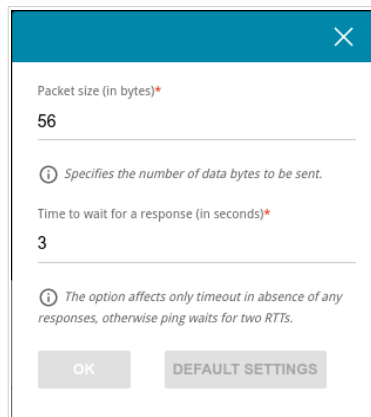 Packet size (in bytes)*
56
Specifies the number of data bytes to be sent.
Time to wait for a response (in seconds)*
3
The option affects only timeout in absence of any
responses, otherwise ping waits for two RTTs.
OK
DEFAULT SETTINGS